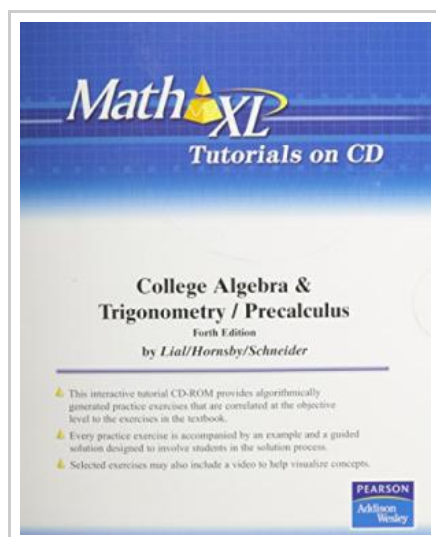 Math XL
Tutorials on CD
College Algebra &
Trigonometry / Precalculus
Forth Edition
by Lial/Hornsby/Schneider
This interactive tutorial CD-ROM provides algorithmically
generated practice exercises that are correlated at the objective
level to the exercises in the textbook.
Every practice exercise is accompanied by an example and a guided
solution designed to involve students in the solution process.
Selected exercises may also include a video to help visualize concepts.
PEARSON
Addison
Wesley